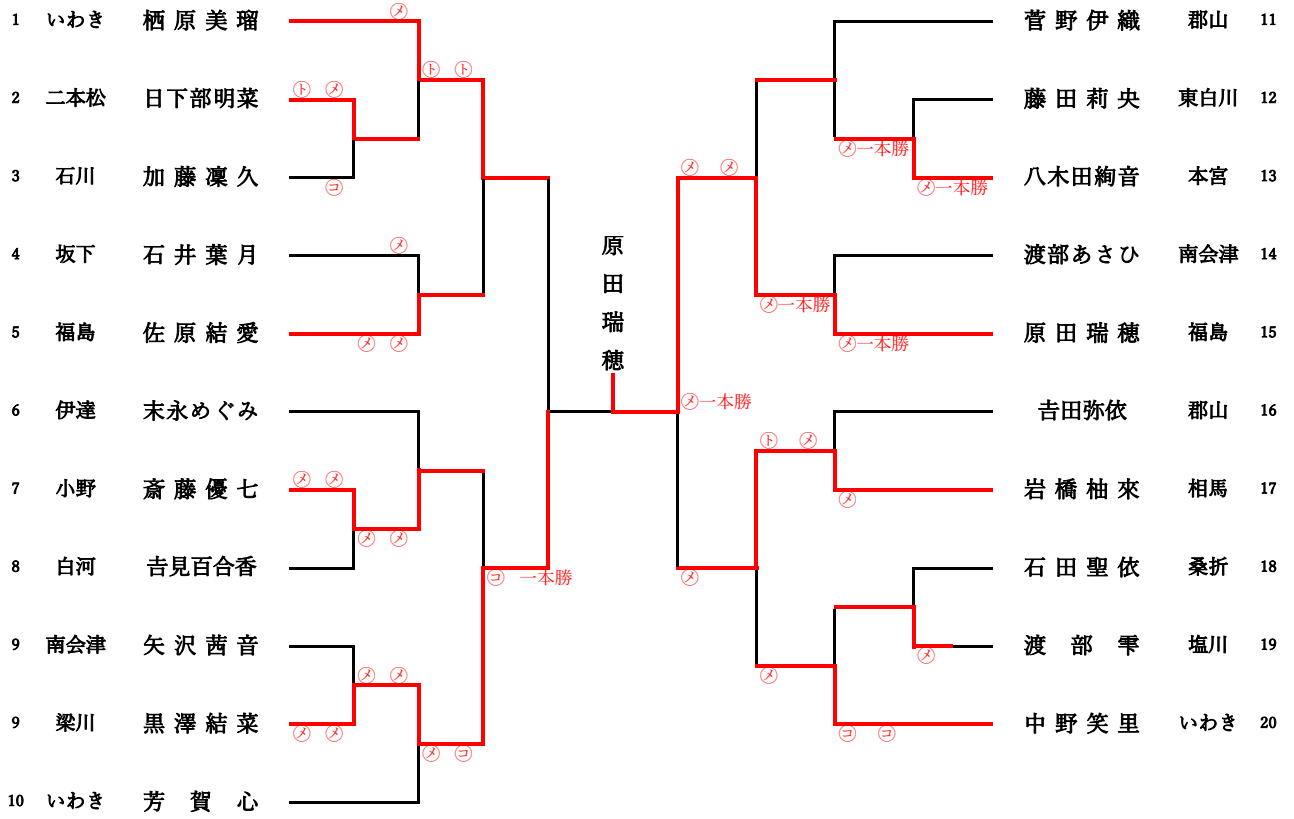 ㋱
1 いわき 栖原美瑠
㋣ ㋣
㋣ ㋱
2 二本松 日下部明菜
3 石川 加藤凜久
㋙
㋱
4 坂下 石井葉月
5 福島 佐原結愛
㋱ ㋱
6 伊達 末永めぐみ
㋱ ㋱
7 小野 斎藤優七
㋱ ㋱
8 白河 𠮷見百合香
㋙ 一本勝
9 南会津 矢沢茜音
㋱ ㋱
9 梁川 黒澤結菜
㋱ ㋱
㋱ ㋙
10 いわき 芳賀心
原田瑞穂
㋱一本勝
菅野伊織 郡山 11
藤田莉央 東白川 12
㋱一本勝
八木田絢音 本宮 13
㋱一本勝
㋱ ㋱
渡部あさひ 南会津 14
㋱一本勝
原田瑞穂 福島 15
㋱一本勝
𠮷田弥依 郡山 16
㋣ ㋱
岩橋柚來 相馬 17
㋱
石田聖依 桑折 18
㋱
渡部雫 塩川 19
㋱
㋱
中野笑里 いわき 20
㋙ ㋙